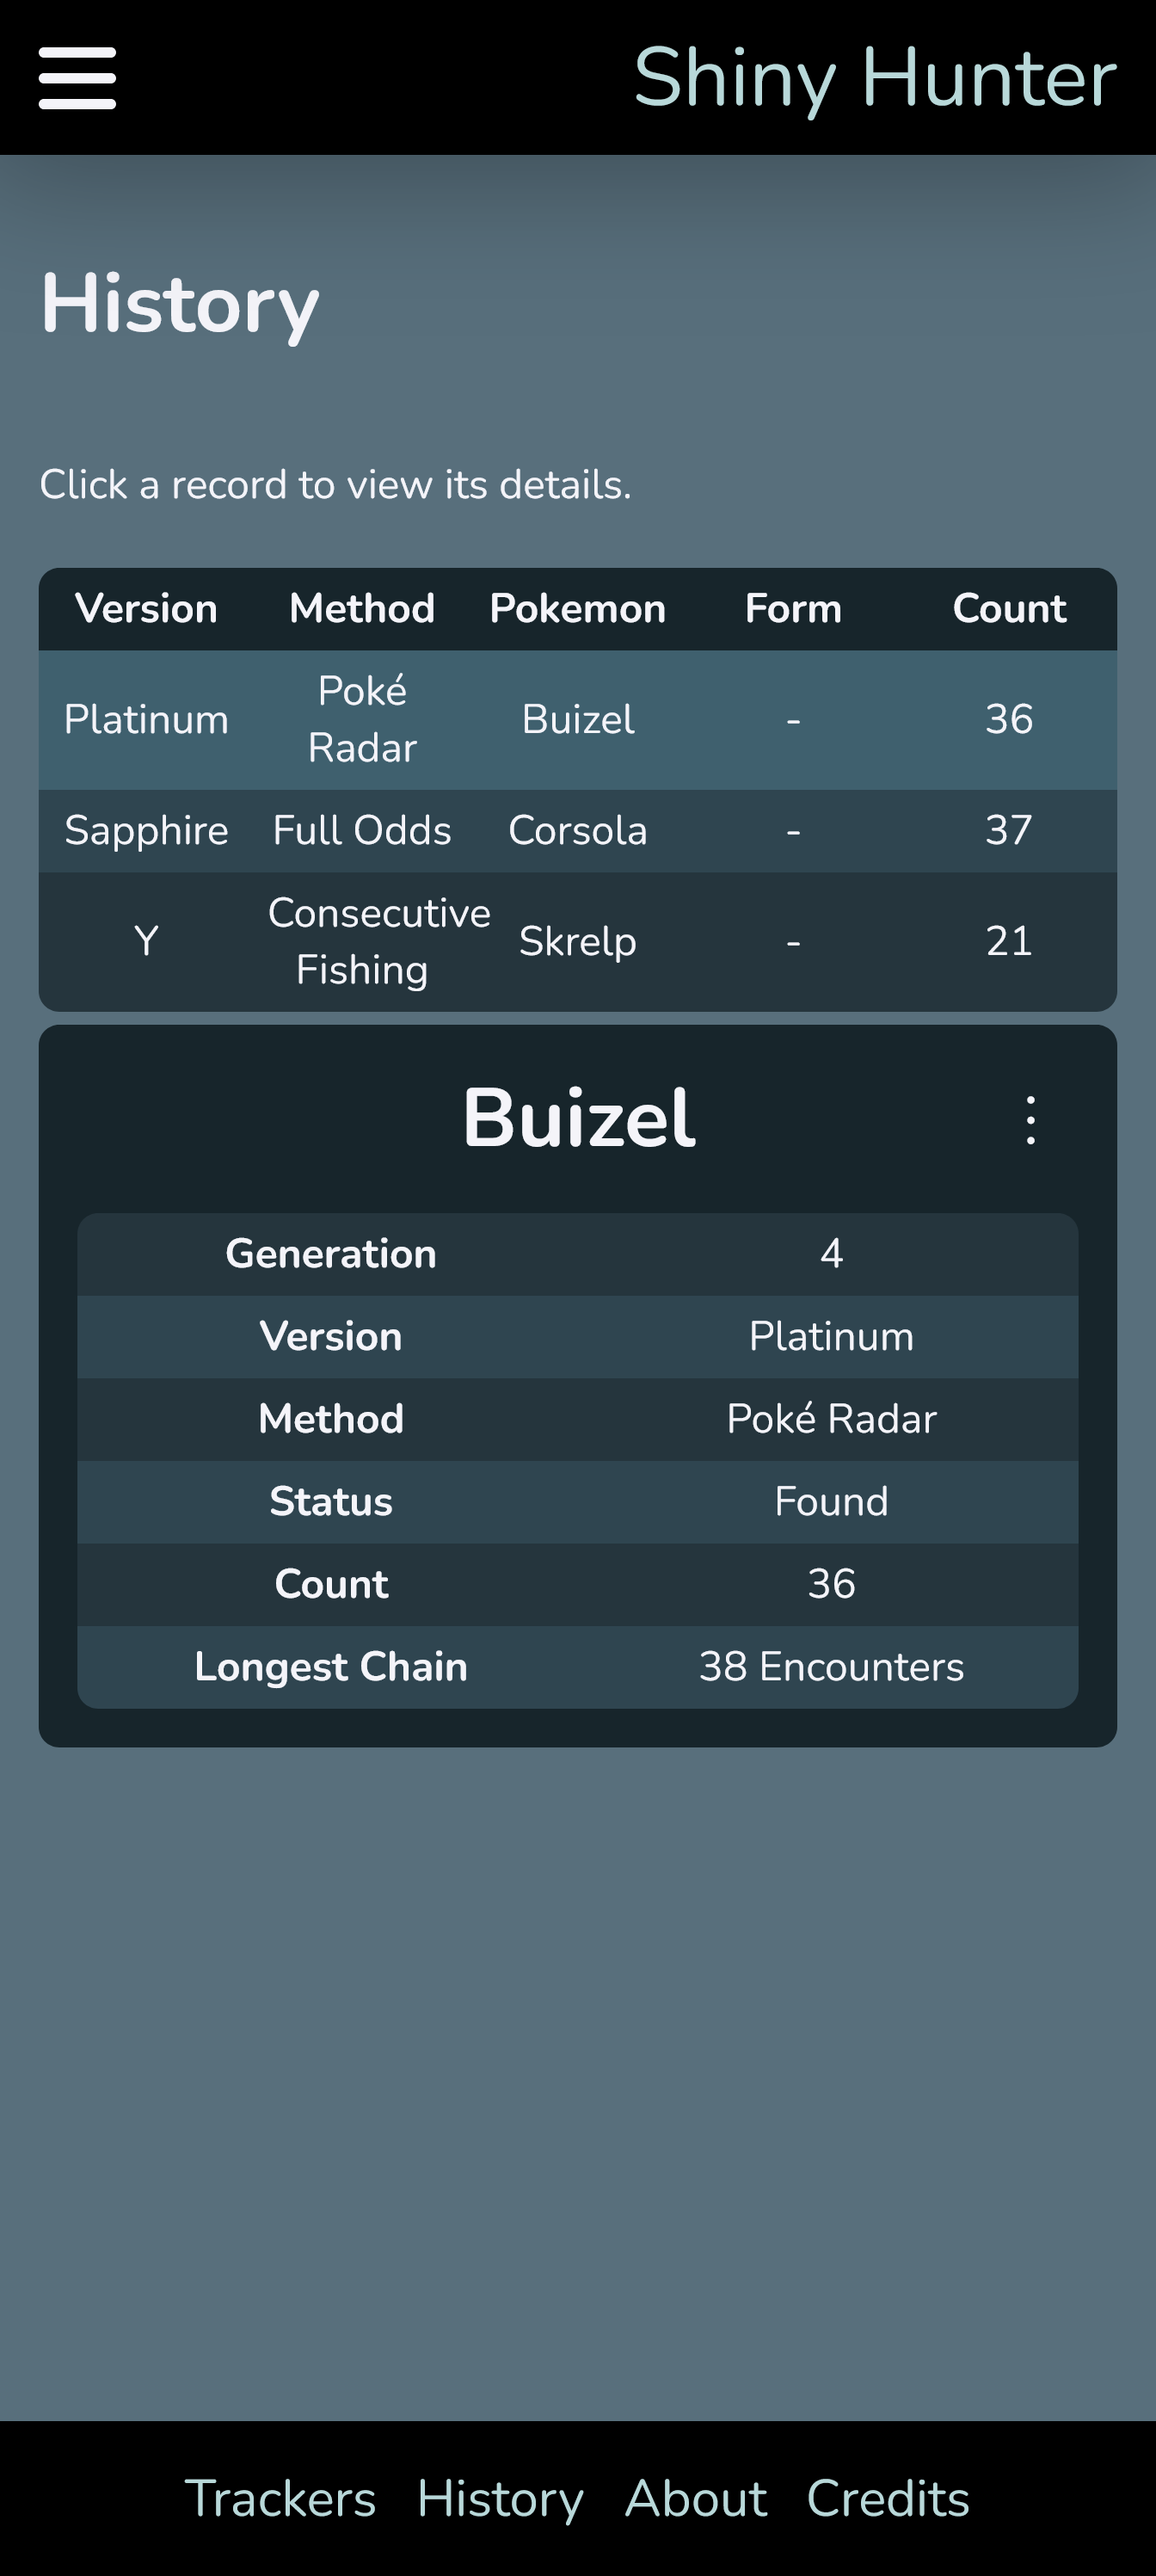 Shiny Hunter
History
Click a record to view its details.
Version Method Pokemon Form Count
Platinum Poké Radar Buizel - 36
Sapphire Full Odds Corsola - 37
Y Consecutive Fishing Skrelp - 21
Buizel
Generation 4
Version Platinum
Method Poké Radar
Status Found
Count 36
Longest Chain 38 Encounters
Trackers History About Credits